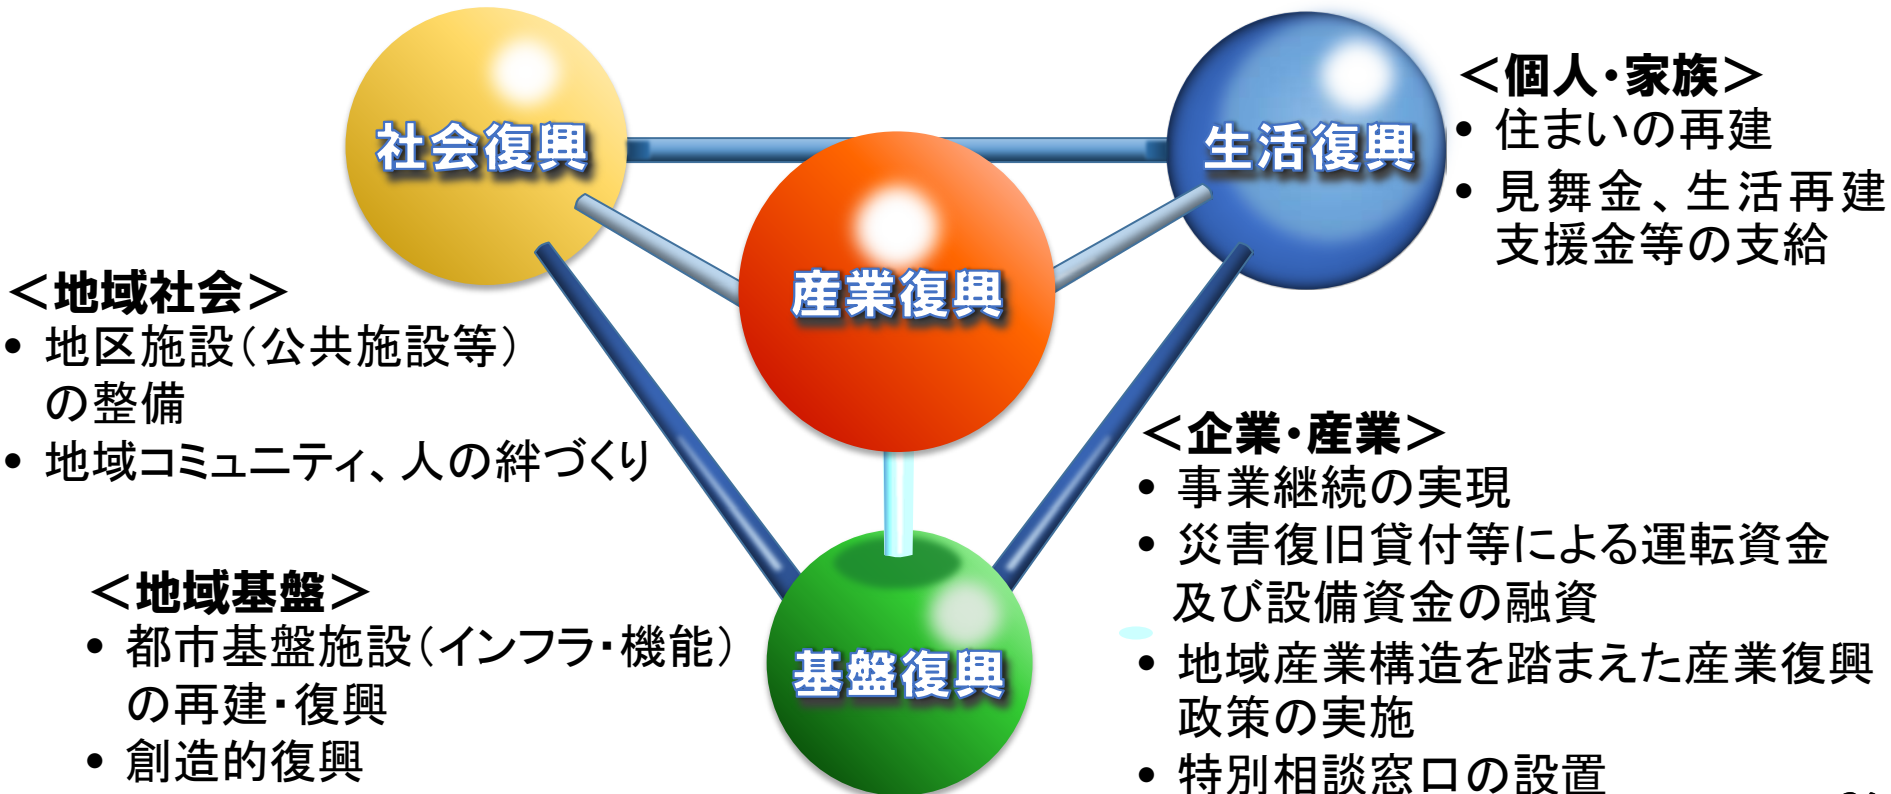 社会復興
生活復興
産業復興
基盤復興
＜個人・家族＞
• 住まいの再建
• 見舞金、生活再建
支援金等の支給
＜地域社会＞
• 地区施設（公共施設等）
の整備
• 地域コミュニティ、人の絆づくり
＜企業・産業＞
• 事業継続の実現
• 災害復旧貸付等による運転資金
及び設備資金の融資
• 地域産業構造を踏まえた産業復興
政策の実施
• 特別相談窓口の設置
＜地域基盤＞
• 都市基盤施設（インフラ・機能）
の再建・復興
• 創造的復興